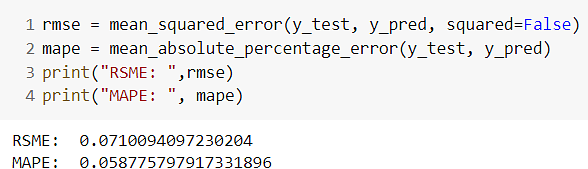 1 rmse = mean_squared_error(y_test, y_pred, squared=False)
2 mape = mean_absolute_percentage_error(y_test, y_pred)
3 print("RSME: ",rmse)
4 print("MAPE: ", mape)
RSME:  0.0710094097230204
MAPE:  0.058775797917331896